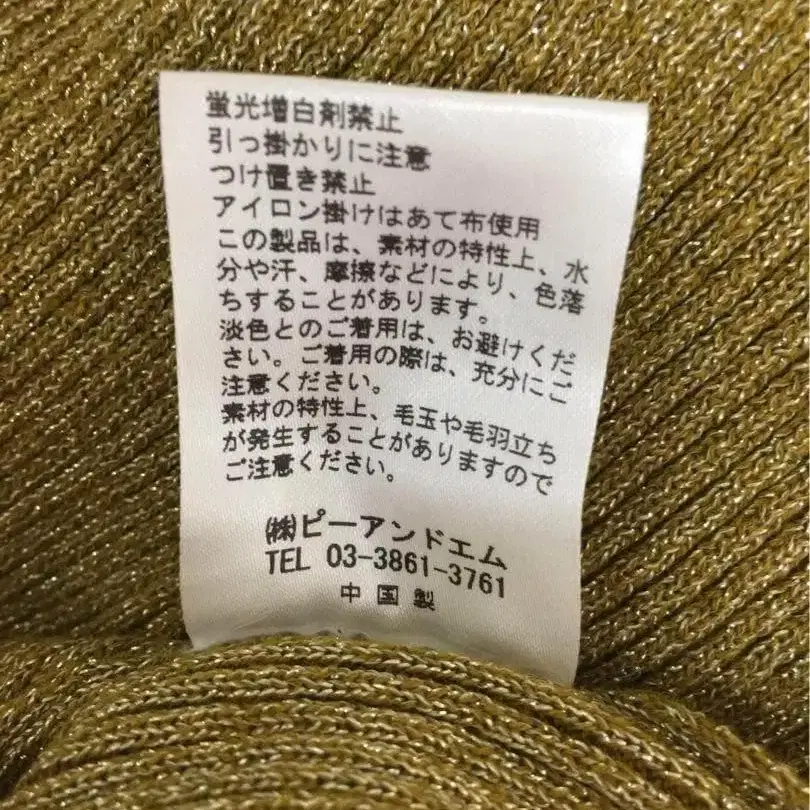 蛍光増白剤禁止
引っ掛かりに注意
つけ置き禁止
アイロン掛けはあて布使用
この製品は、素材の特性上、水
分や汗、摩擦などにより、色落
ちすることがあります。
淡色とのご着用は、お避けくだ
さい。ご着用の際は、充分にご
注意ください。
素材の特性上、毛玉や毛羽立ち
が発生することがありますので
ご注意ください。
㈱ピーアンドエム
TEL 03-3861-3761
中国製